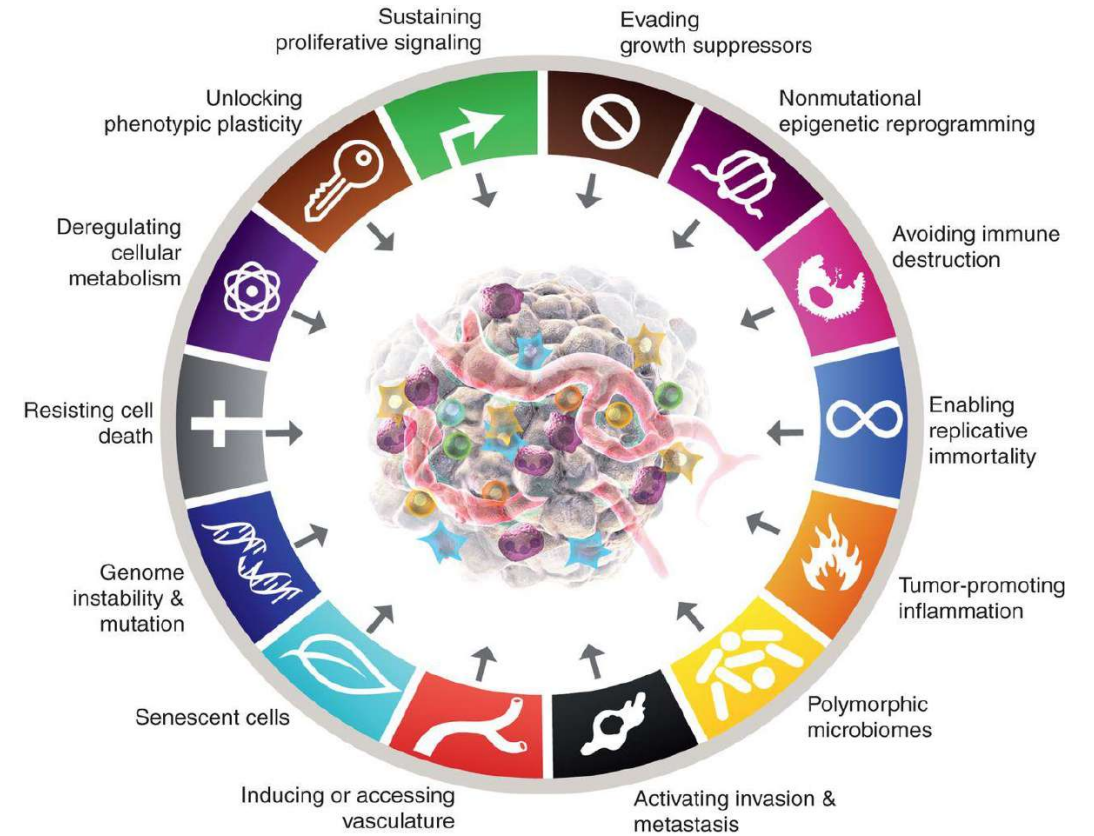 Sustaining
proliferative signaling
Evading
growth suppressors
Nonmutational
epigenetic reprogramming
Avoiding immune
destruction
Enabling
replicative
immortality
Tumor-promoting
inflammation
Polymorphic
microbiomes
Activating invasion &
metastasis
Inducing or accessing
vasculature
Senescent cells
Genome
instability &
mutation
Resisting cell
death
Deregulating
cellular
metabolism
Unlocking
phenotypic plasticity